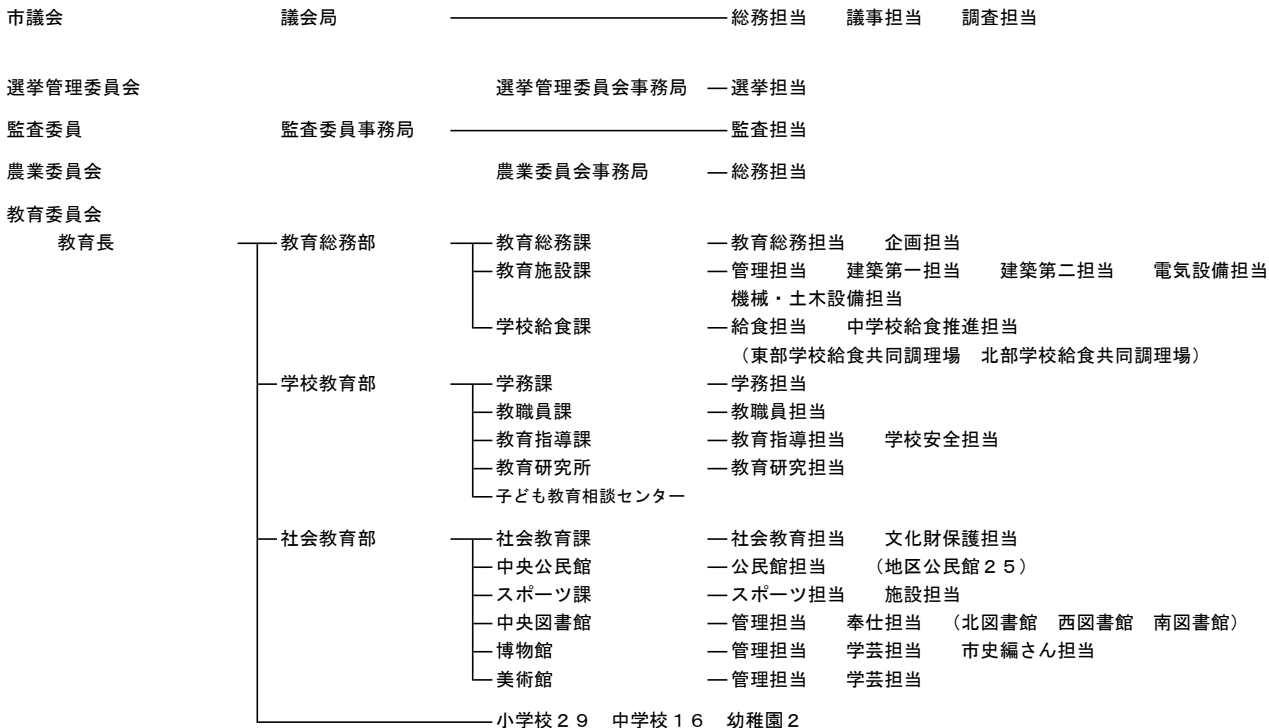 市議会　議会局　総務担当　議事担当　調査担当
選挙管理委員会　選挙管理委員会事務局　選挙担当
監査委員　監査委員事務局　監査担当
農業委員会　農業委員会事務局　総務担当
教育委員会
教育長　教育総務部　教育総務課　教育総務担当　企画担当
教育施設課　管理担当　建築第一担当　建築第二担当　電気設備担当
機械・土木設備担当
学校給食課　給食担当　中学校給食推進担当
（東部学校給食共同調理場　北部学校給食共同調理場）
学校教育部　学務課　学務担当
教職員課　教職員担当
教育指導課　教育指導担当　学校安全担当
教育研究所　教育研究担当
子ども教育相談センター
社会教育部　社会教育課　社会教育担当　文化財保護担当
中央公民館　公民館担当　（地区公民館２５）
スポーツ課　スポーツ担当　施設担当
中央図書館　管理担当　奉仕担当　（北図書館　西図書館　南図書館）
博物館　管理担当　学芸担当　市史編さん担当
美術館　管理担当　学芸担当
小学校２９　中学校１６　幼稚園２